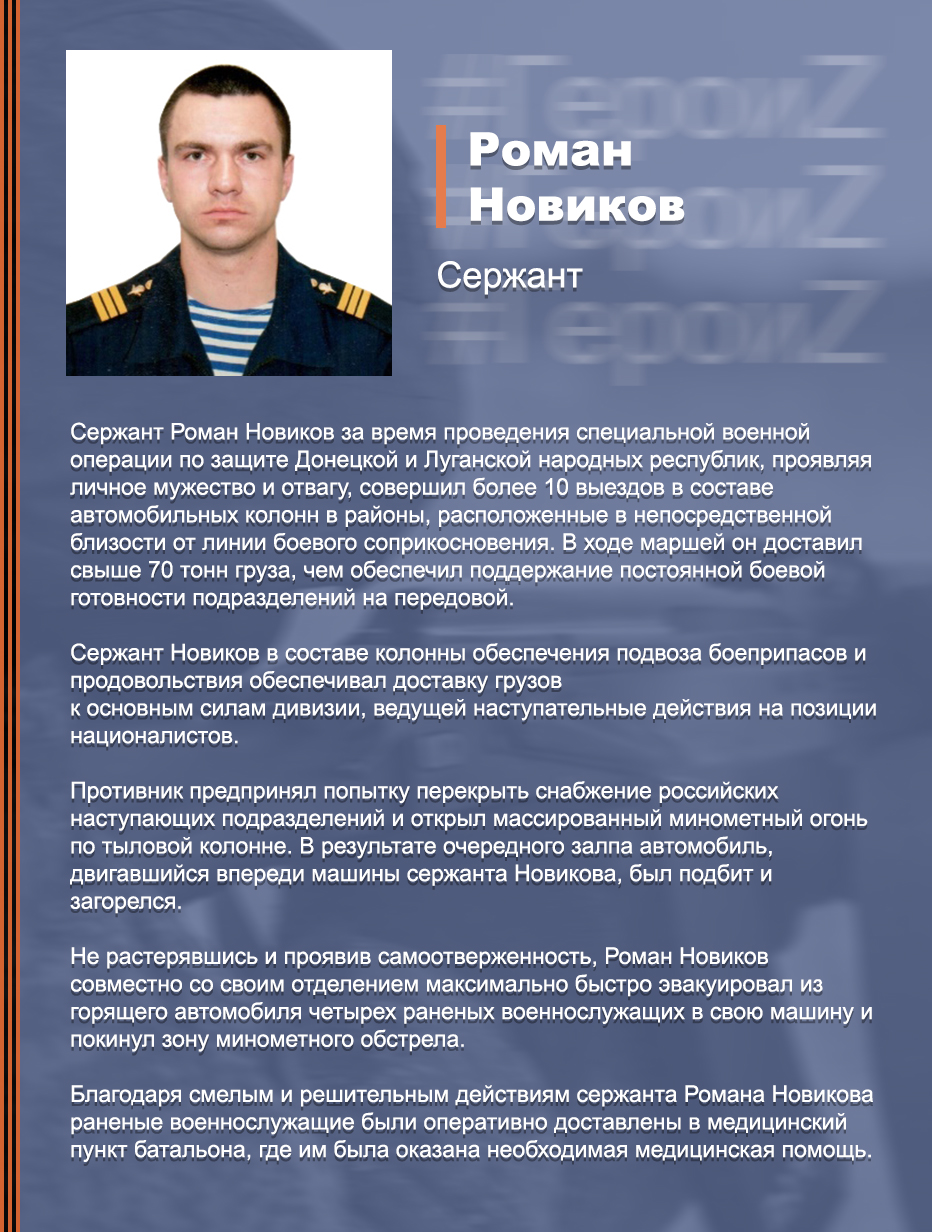 #ГероиZ
Роман
#ГероиZ
Новиков
Сержант
#ГероиZ
Сержант Роман Новиков за время проведения специальной военной
операции по защите Донецкой и Луганской народных республик, проявляя
личное мужество и отвагу, совершил более 10 выездов в составе
автомобильных колонн в районы, расположенные в непосредственной
близости от линии боевого соприкосновения. В ходе маршей он доставил
свыше 70 тонн груза, чем обеспечил поддержание постоянной боевой
готовности подразделений на передовой.
Сержант Новиков в составе колонны обеспечения подвоза боеприпасов и
продовольствия обеспечивал доставку грузов
к основным силам дивизии, ведущей наступательные действия на позиции
националистов.
Противник предпринял попытку перекрыть снабжение российских
наступающих подразделений и открыл массированный минометный огонь
по тыловой колонне. В результате очередного залпа автомобиль,
двигавшийся впереди машины сержанта Новикова, был подбит и
загорелся.
Не растерявшись и проявив самоотверженность, Роман Новиков
совместно со своим отделением максимально быстро эвакуировал из
горящего автомобиля четырех раненых военнослужащих в свою машину и
покинул зону минометного обстрела.
Благодаря смелым и решительным действиям сержанта Романа Новикова
раненые военнослужащие были оперативно доставлены в медицинский
пункт батальона, где им была оказана необходимая медицинская помощь.